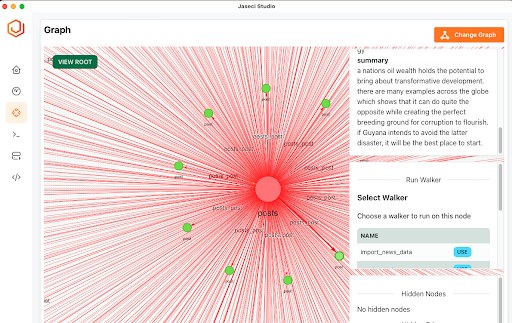 Jaseci Studio
Graph
Change Graph
VIEW ROOT
summary
a nations oil wealth holds the potential to
bring about transformative development.
there are many examples across the globe
which shows that it can do quite the
opposite while creating the perfect
breeding ground for corruption to flourish.
if Guyana intends to avoid the latter
disaster, it will be the best place to start.
post
post
post
posts_post
posts_post
posts_post
posts_post
post
posts_post
posts_post
posts_pos
posts_post
posts
posts_pos
posts_post
post
post
post
post
Run Walker
Select Walker
Choose a walker to run on this node
NAME
import_news_data
USE
Hidden Nodes
No hidden nodes